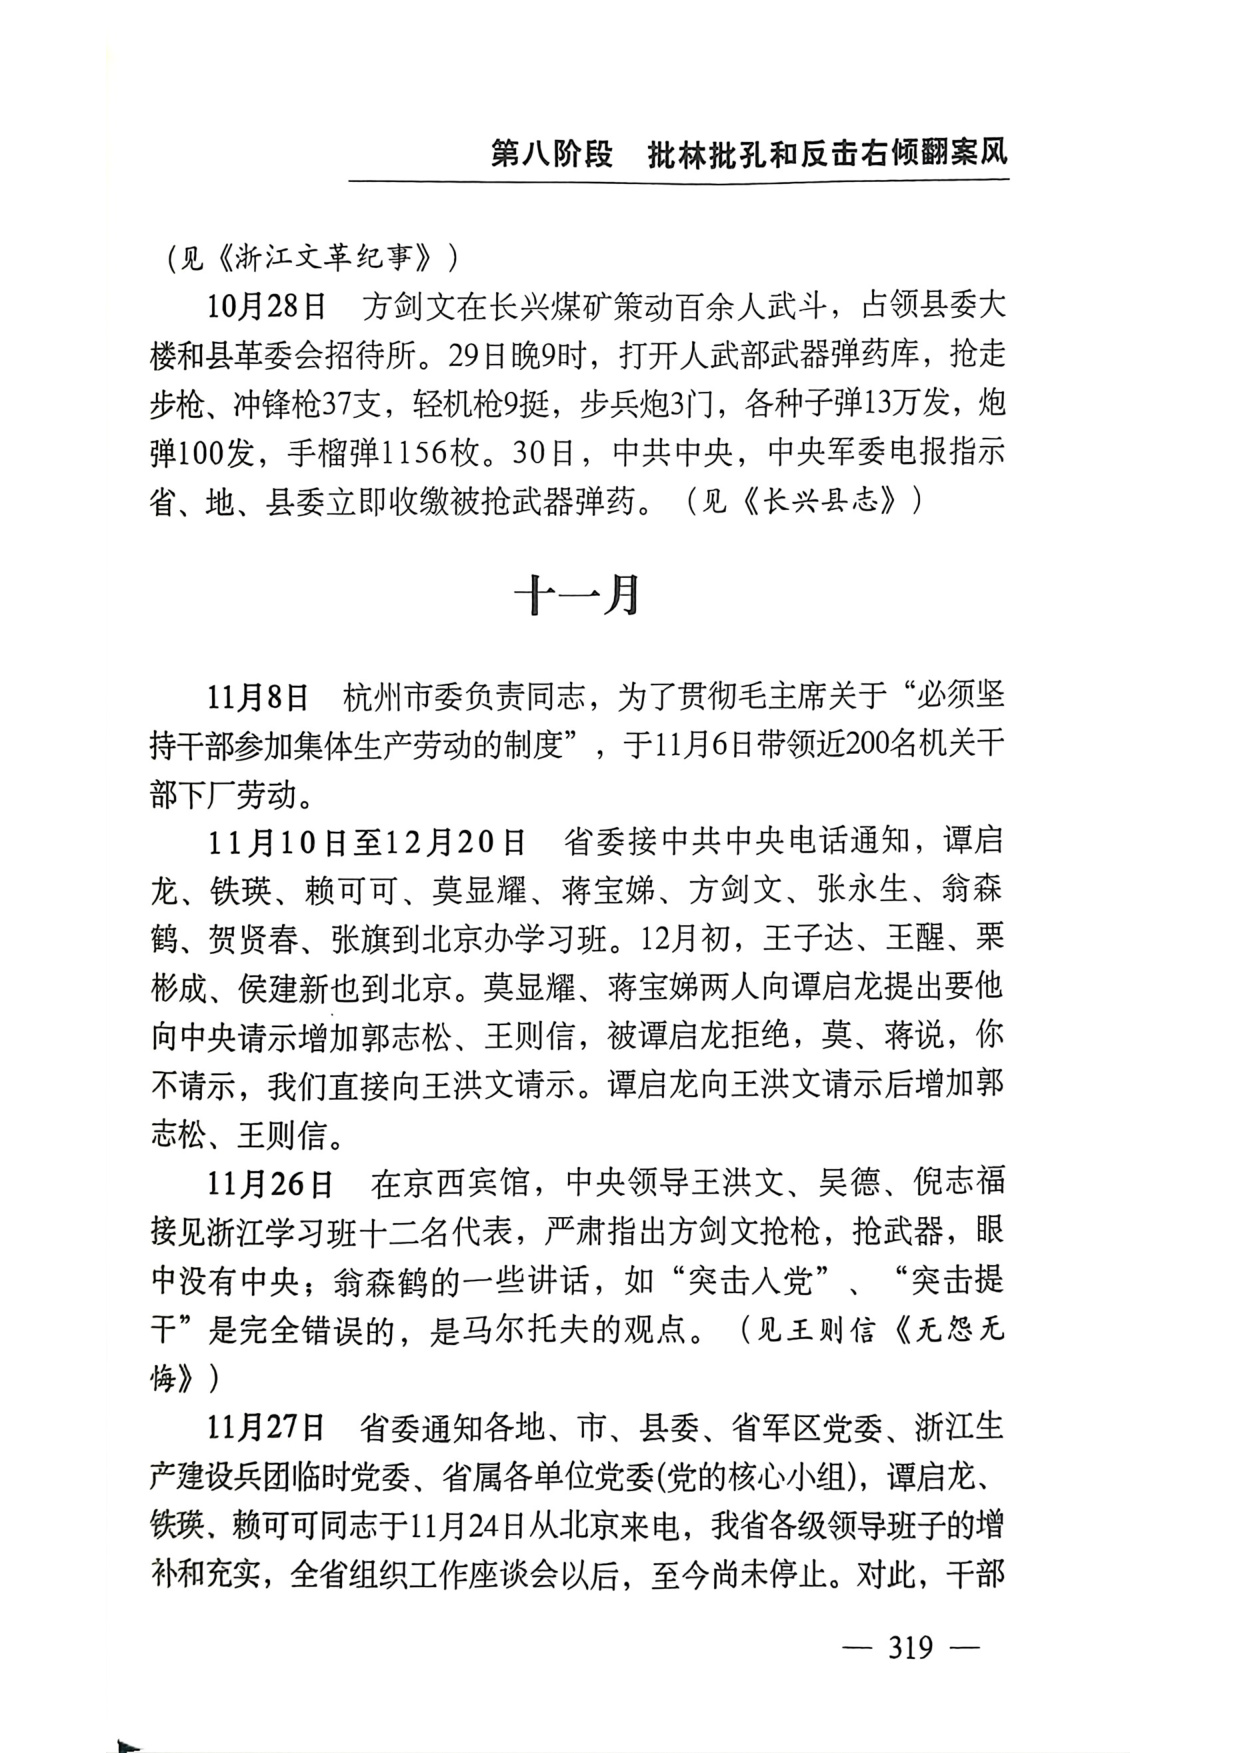 第八阶段　批林批孔和反击右倾翻案风
（见《浙江文革纪事》）
10月28日　方剑文在长兴煤矿策动百余人武斗，占领县委大
楼和县革委会招待所。29日晚9时，打开人武部武器弹药库，抢走
步枪、冲锋枪37支，轻机枪9挺，步兵炮3门，各种子弹13万发，炮
弹100发，手榴弹1156枚。30日，中共中央，中央军委电报指示
省、地、县委立即收缴被抢武器弹药。（见《长兴县志》）
十一月
11月8日　杭州市委负责同志，为了贯彻毛主席关于“必须坚
持干部参加集体生产劳动的制度”，于11月6日带领近200名机关干
部下厂劳动。
11月10日至12月20日　省委接中共中央电话通知，谭启
龙、铁瑛、赖可可、莫显耀、蒋宝娣、方剑文、张永生、翁森
鹤、贺贤春、张旗到北京办学习班。12月初，王子达、王醒、栗
彬成、侯建新也到北京。莫显耀、蒋宝娣两人向谭启龙提出要他
向中央请示增加郭志松、王则信，被谭启龙拒绝，莫、蒋说，你
不请示，我们直接向王洪文请示。谭启龙向王洪文请示后增加郭
志松、王则信。
11月26日　在京西宾馆，中央领导王洪文、吴德、倪志福
接见浙江学习班十二名代表，严肃指出方剑文抢枪，抢武器，眼
中没有中央；翁森鹤的一些讲话，如“突击入党”、“突击提
干”是完全错误的，是马尔托夫的观点。（见王则信《无怨无
悔》）
11月27日　省委通知各地、市、县委、省军区党委、浙江生
产建设兵团临时党委、省属各单位党委(党的核心小组)，谭启龙、
铁瑛、赖可可同志于11月24日从北京来电，我省各级领导班子的增
补和充实，全省组织工作座谈会以后，至今尚未停止。对此，干部
— 319 —